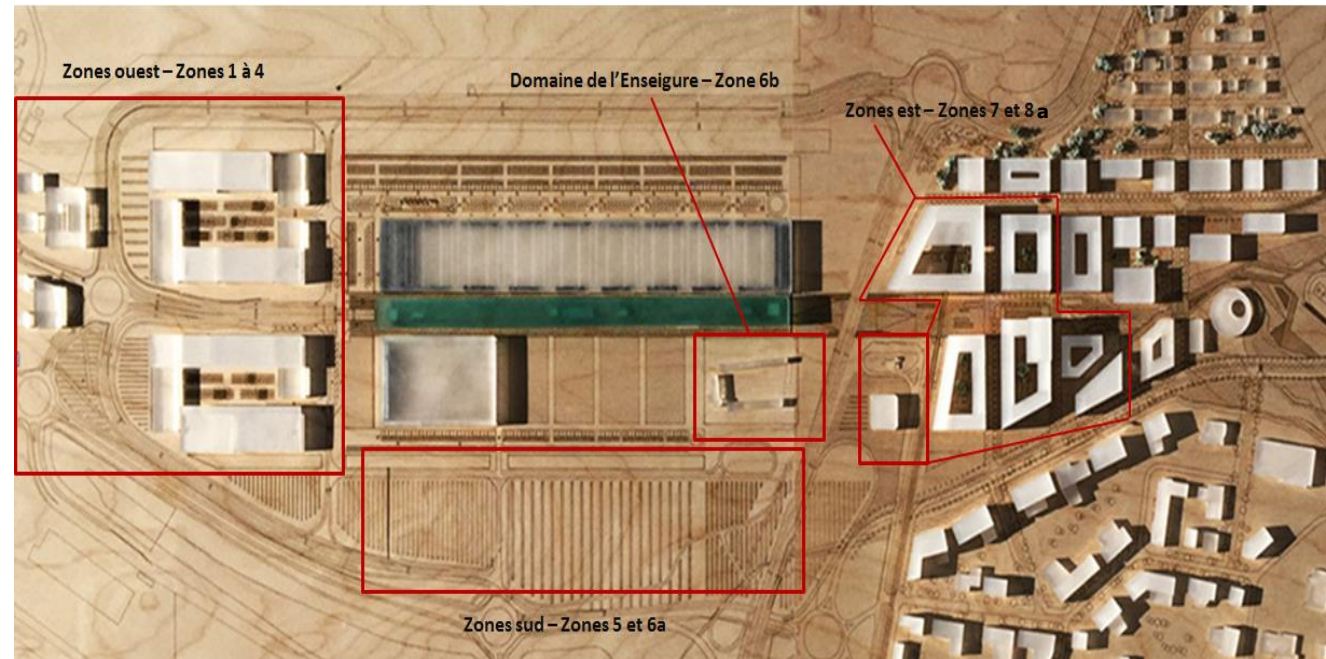 Zones ouest – Zones 1 à 4
Domaine de l'Enseigure – Zone 6b
Zones est – Zones 7 et 8a
Zones sud – Zones 5 et 6a